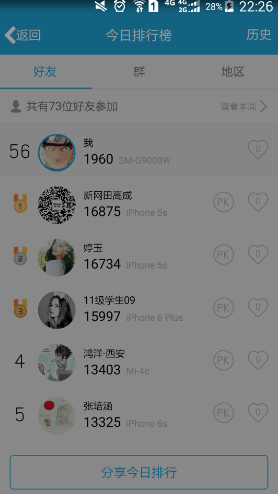 4G 4G 2G 28% 22:26
返回 今日排行榜 历史
好友 群 地区
共有73位好友参加 查看本周
56 我 0
1960 SM-G9008W
1 新网田高成 PK 0
16875 iPhone 5s
2 婷玉 PK 0
16734 iPhone 5s
3 11级学生09 PK 0
15997 iPhone 6 Plus
4 鸿洋-西安 PK 0
13403 Mi-4c
5 张培涵 PK 0
13325 iPhone 6s
分享今日排行